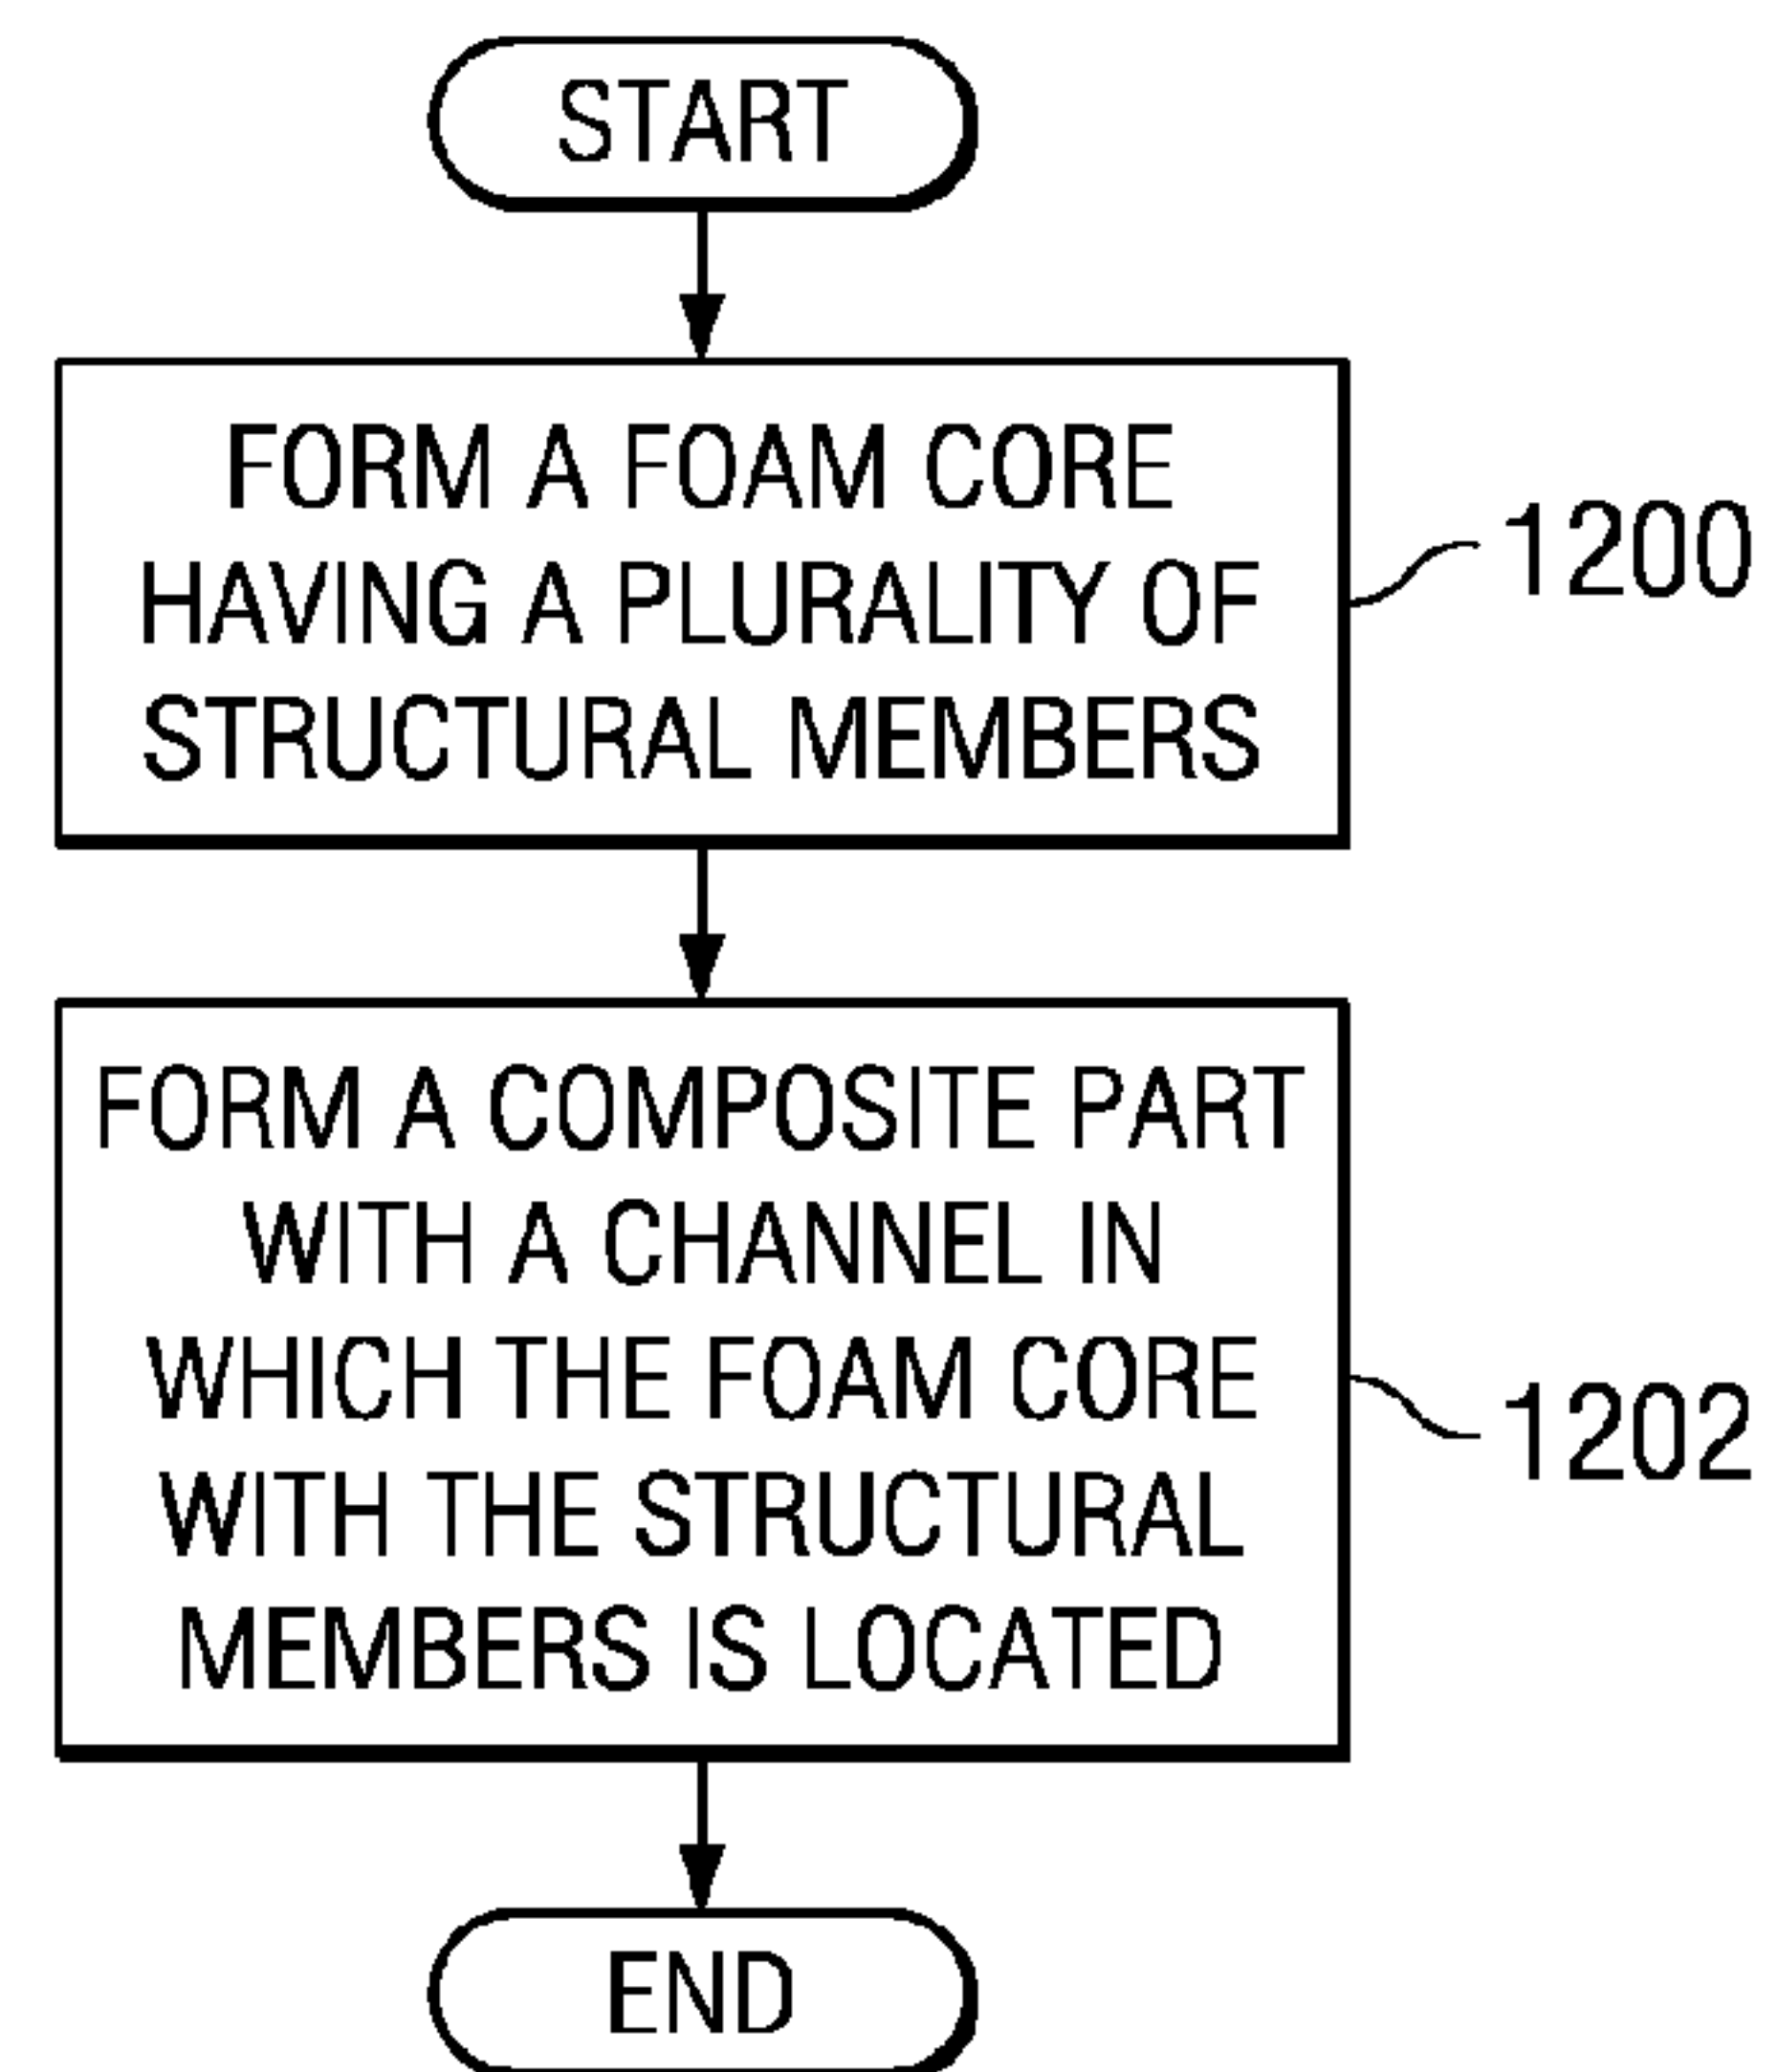 START
FORM A FOAM CORE
HAVING A PLURALITY OF
STRUCTURAL MEMBERS
1200
FORM A COMPOSITE PART
WITH A CHANNEL IN
WHICH THE FOAM CORE
WITH THE STRUCTURAL
MEMBERS IS LOCATED
1202
END